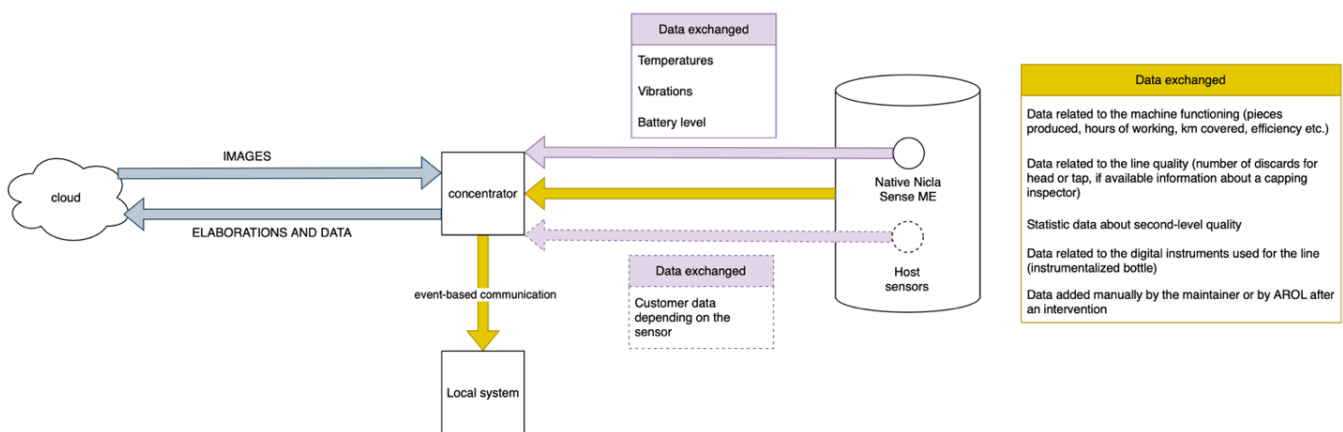 Data exchanged
Temperatures
Vibrations
Battery level
Data exchanged
Data related to the machine functioning (pieces
produced, hours of working, km covered, efficiency etc.)
Data related to the line quality (number of discards for
head or tap, if available information about a capping
inspector)
Statistic data about second-level quality
Data related to the digital instruments used for the line
(instrumentalized bottle)
Data added manually by the maintainer or by AROL after
an intervention
IMAGES
cloud
concentrator
ELABORATIONS AND DATA
Native Nicla
Sense ME
Host
sensors
Data exchanged
Customer data
depending on the
sensor
event-based communication
Local system